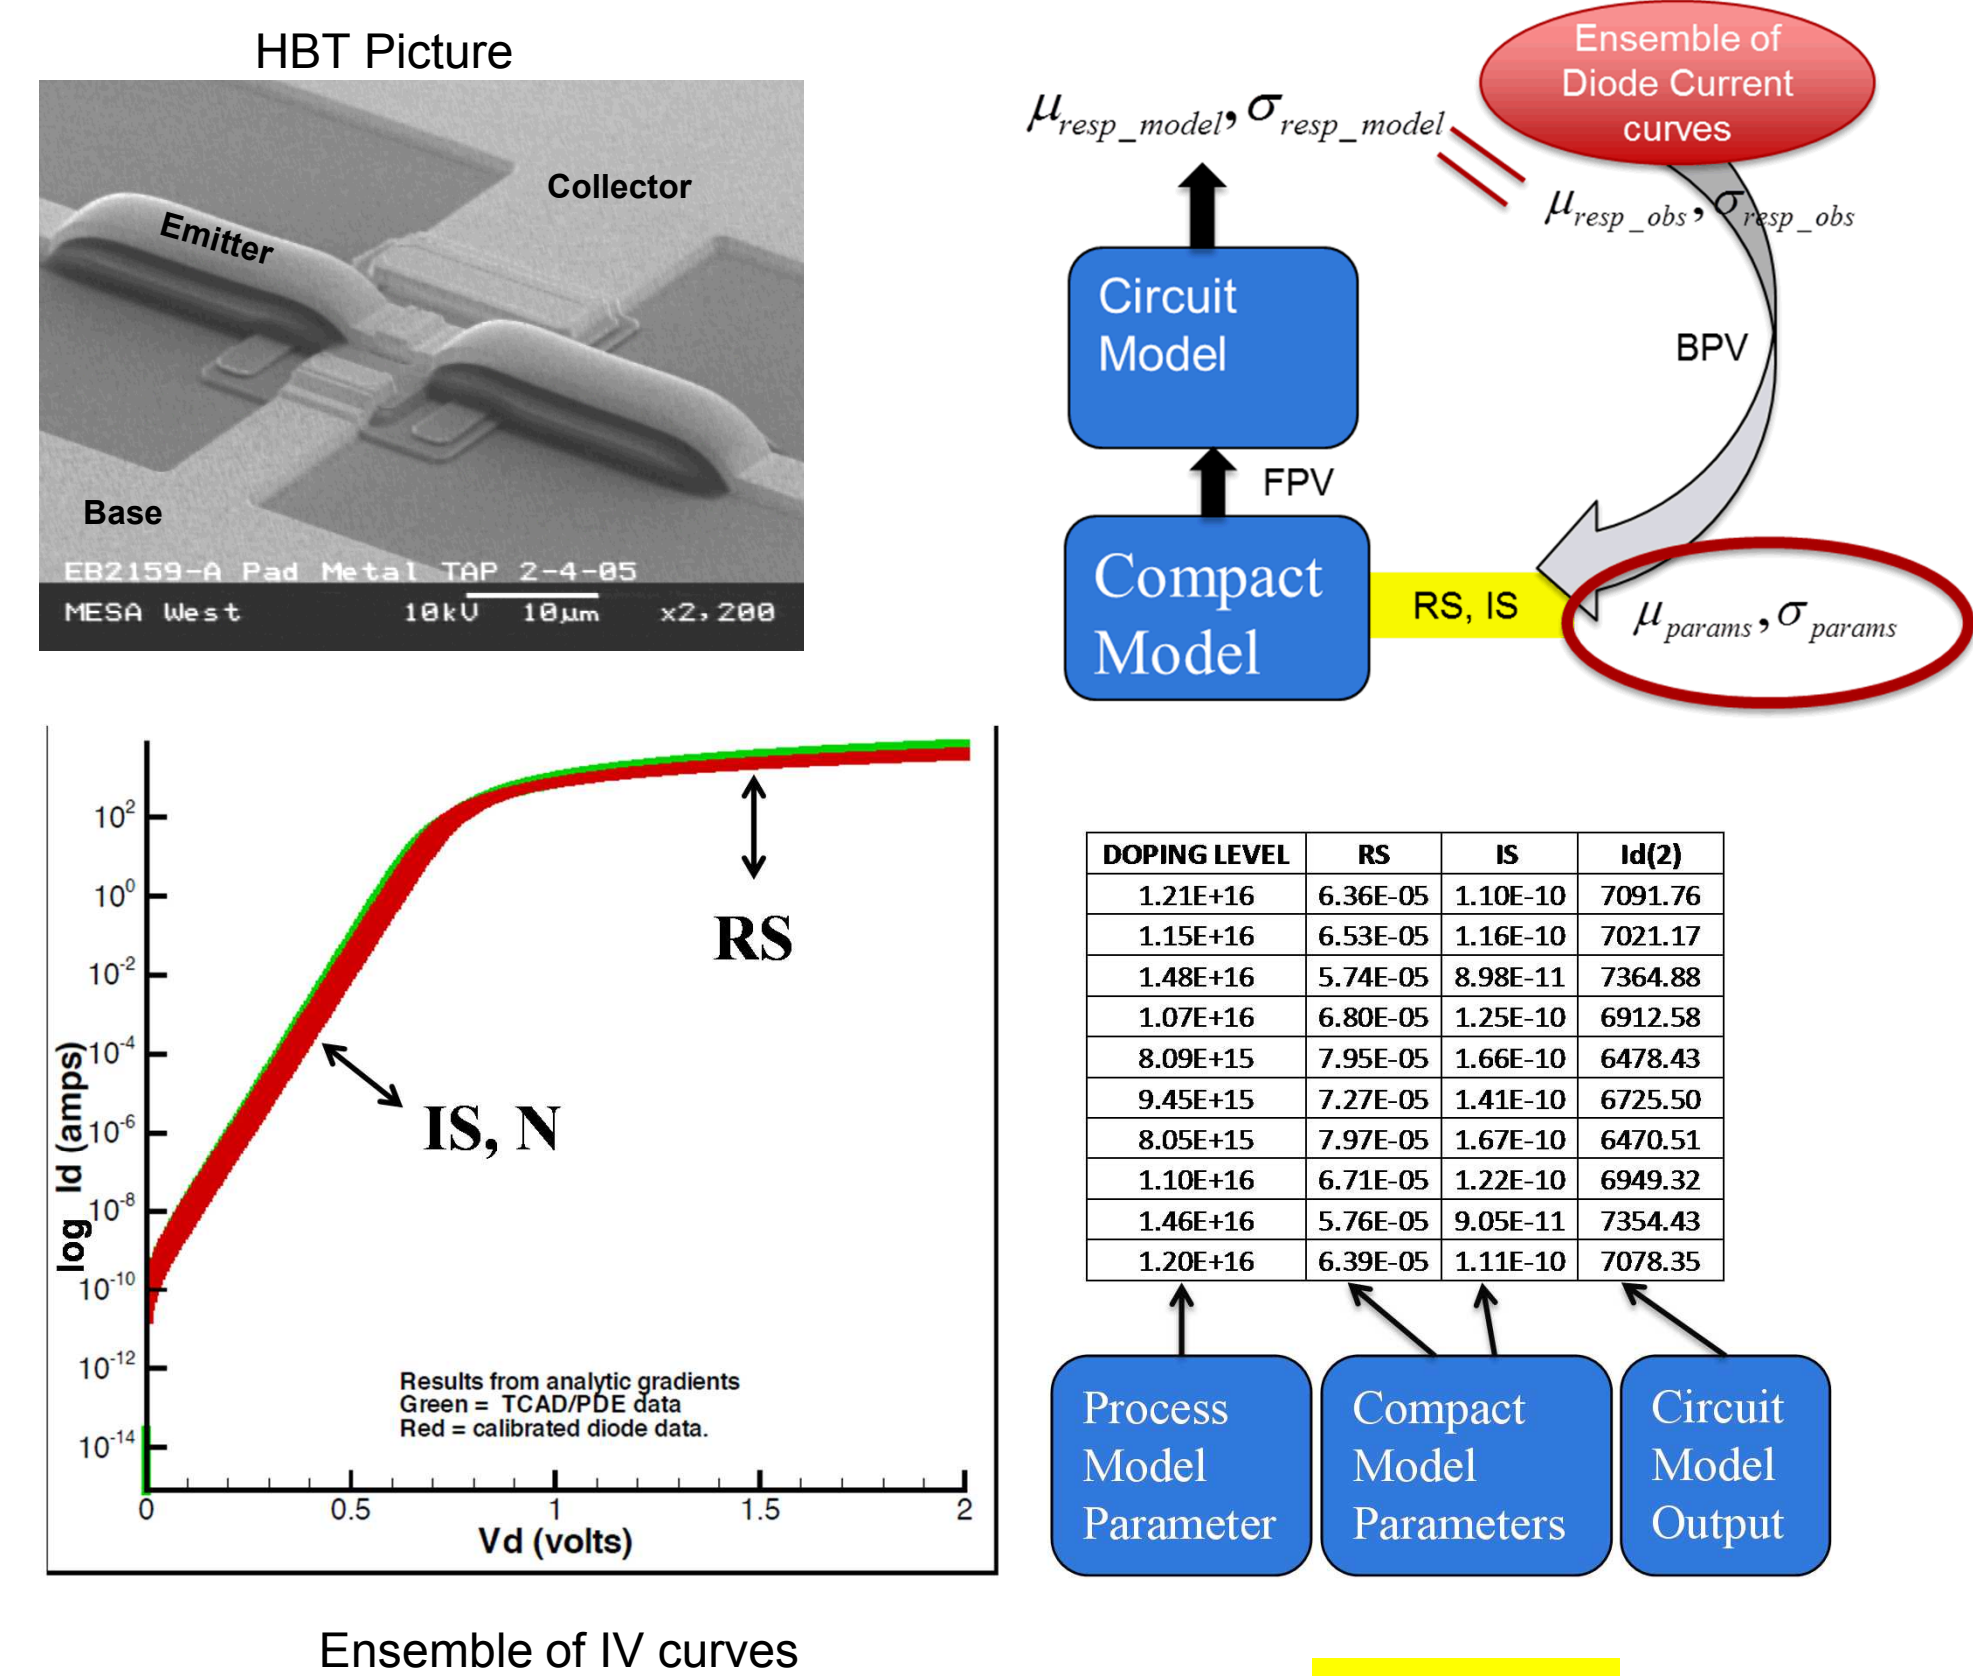 HBT Picture
Collector
Emitter
Base
EB2159-A Pad Metal TAP 2-4-05
MESA West 10kV 10μm x2,200
Ensemble of
Diode Current
curves
μresp_model, σresp_model
μresp_obs, σresp_obs
Circuit
Model
BPV
FPV
Compact
Model
RS, IS
μparams, σparams
10^2
10^0
10^-2
10^-4
10^-6
10^-8
10^-10
10^-12
10^-14
log Id (amps)
RS
IS, N
Results from analytic gradients
Green = TCAD/PDE data
Red = calibrated diode data.
0 0.5 1 1.5 2
Vd (volts)
Ensemble of IV curves
DOPING LEVEL RS IS Id(2)
1.21E+16 6.36E-05 1.10E-10 7091.76
1.15E+16 6.53E-05 1.16E-10 7021.17
1.48E+16 5.74E-05 8.98E-11 7364.88
1.07E+16 6.80E-05 1.25E-10 6912.58
8.09E+15 7.95E-05 1.66E-10 6478.43
9.45E+15 7.27E-05 1.41E-10 6725.50
8.05E+15 7.97E-05 1.67E-10 6470.51
1.10E+16 6.71E-05 1.22E-10 6949.32
1.46E+16 5.76E-05 9.05E-11 7354.43
1.20E+16 6.39E-05 1.11E-10 7078.35
Process
Model
Parameter
Compact
Model
Parameters
Circuit
Model
Output